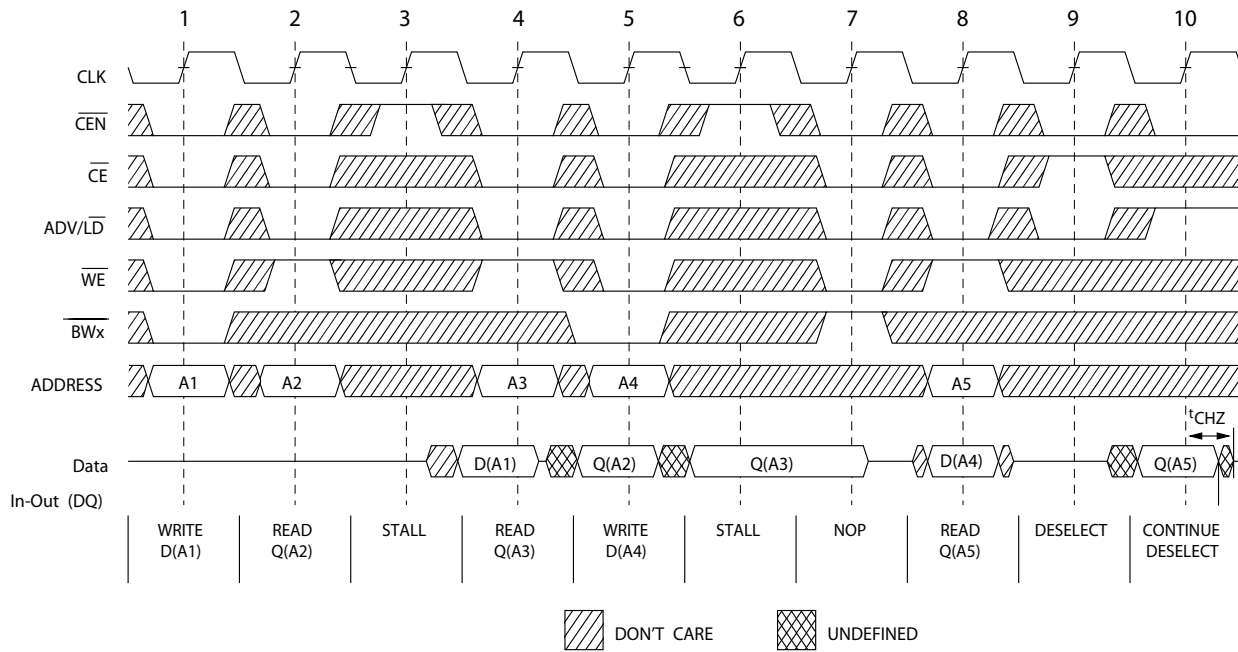 1 2 3 4 5 6 7 8 9 10
CLK
CEN
CE
ADV/LD
WE
BWx
ADDRESS A1 A2 A3 A4 A5
tCHZ
Data D(A1) Q(A2) Q(A3) D(A4) Q(A5)
In-Out (DQ)
WRITE READ STALL READ WRITE STALL NOP READ DESELECT CONTINUE
D(A1) Q(A2) Q(A3) D(A4) Q(A5) DESELECT
DON'T CARE UNDEFINED